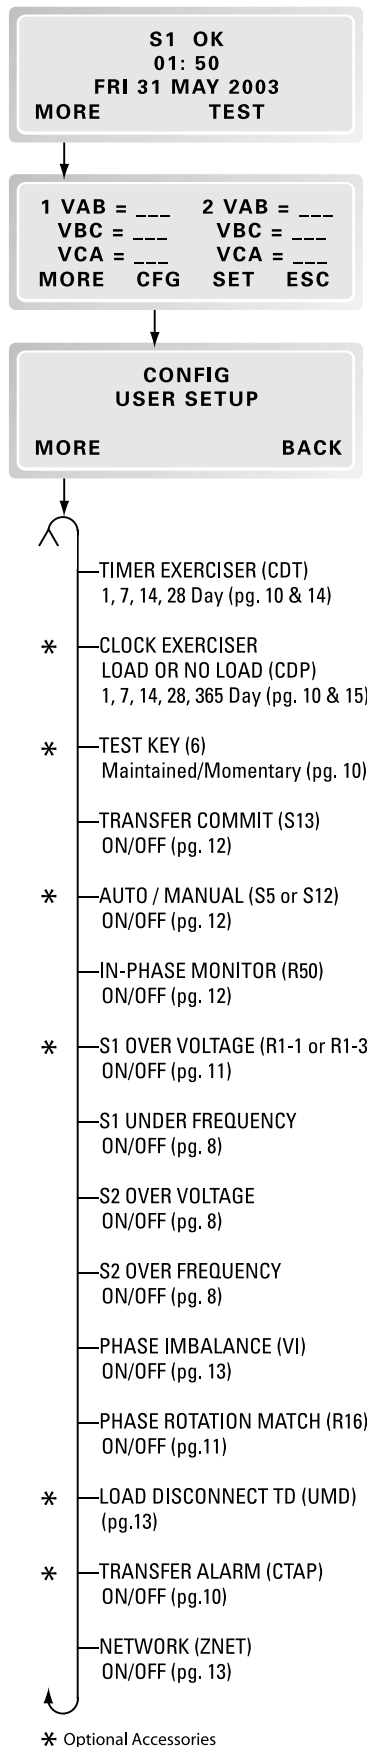 S1 OK
01: 50
FRI 31 MAY 2003
MORE TEST
1 VAB = ___ 2 VAB = ___
VBC = ___ VBC = ___
VCA = ___ VCA = ___
MORE CFG SET ESC
CONFIG
USER SETUP
MORE BACK
TIMER EXERCISER (CDT)
1, 7, 14, 28 Day (pg. 10 & 14)
* CLOCK EXERCISER
LOAD OR NO LOAD (CDP)
1, 7, 14, 28, 365 Day (pg. 10 & 15)
* TEST KEY (6)
Maintained/Momentary (pg. 10)
TRANSFER COMMIT (S13)
ON/OFF (pg. 12)
* AUTO / MANUAL (S5 or S12)
ON/OFF (pg. 12)
IN-PHASE MONITOR (R50)
ON/OFF (pg. 12)
* S1 OVER VOLTAGE (R1-1 or R1-3
ON/OFF (pg. 11)
S1 UNDER FREQUENCY
ON/OFF (pg. 8)
S2 OVER VOLTAGE
ON/OFF (pg. 8)
S2 OVER FREQUENCY
ON/OFF (pg. 8)
PHASE IMBALANCE (VI)
ON/OFF (pg. 13)
PHASE ROTATION MATCH (R16)
ON/OFF (pg.11)
* LOAD DISCONNECT TD (UMD)
(pg.13)
* TRANSFER ALARM (CTAP)
ON/OFF (pg.10)
NETWORK (ZNET)
ON/OFF (pg. 13)
* Optional Accessories